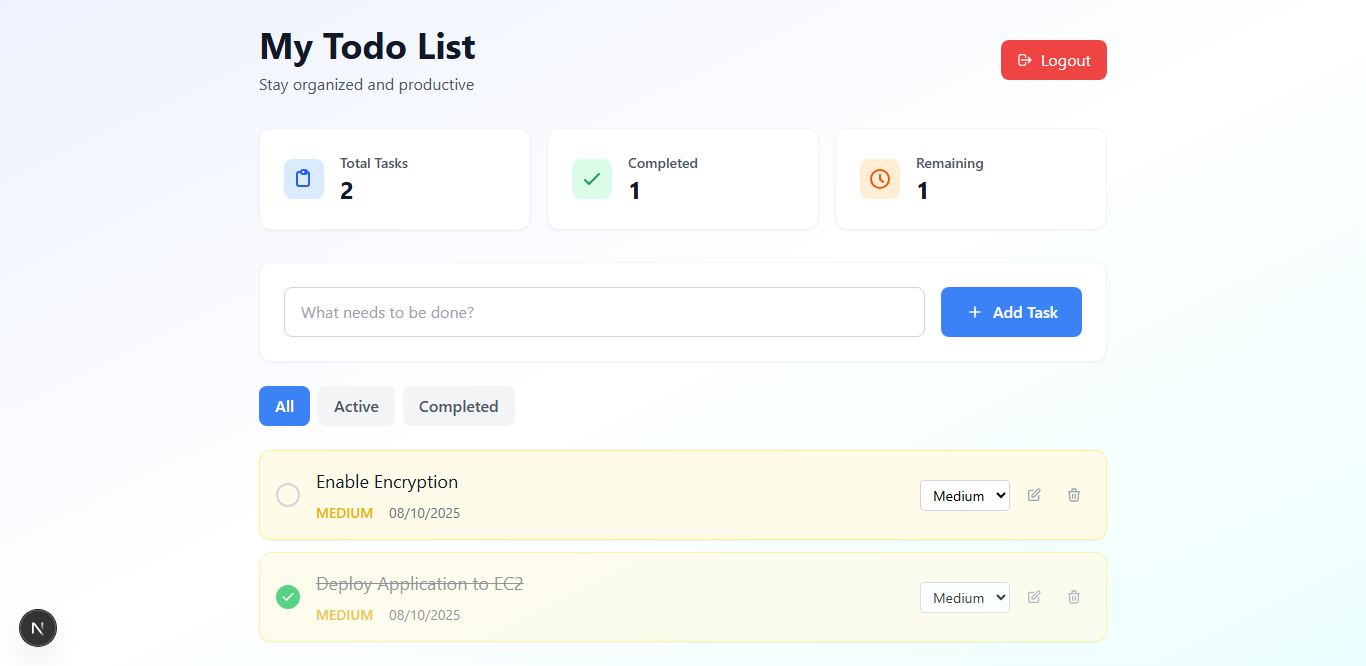 My Todo List
Stay organized and productive
Logout
Total Tasks
2
Completed
1
Remaining
1
What needs to be done?
Add Task
All
Active
Completed
Enable Encryption
MEDIUM 08/10/2025
Medium
Deploy Application to EC2
MEDIUM 08/10/2025
Medium
N